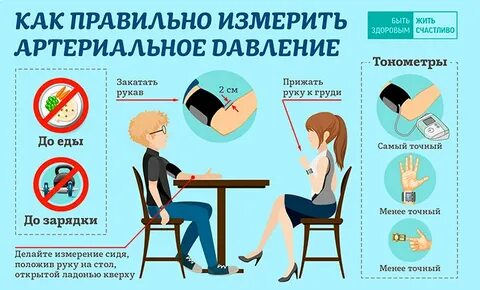 КАК ПРАВИЛЬНО ИЗМЕРИТЬ
АРТЕРИАЛЬНОЕ DАВЛЕНИЕ
БЫТЬ
ЗДОРОВЫМ
ЖИТЬ
СЧАСТЛИВО
До еды
До зарядки
Закатать
рукав
2 см
Прижать
руку к груди
Тонометры
Самый точный
Менее точный
Менее точный
Делайте измерение сидя,
положив руку на стол,
открытой ладонью кверху